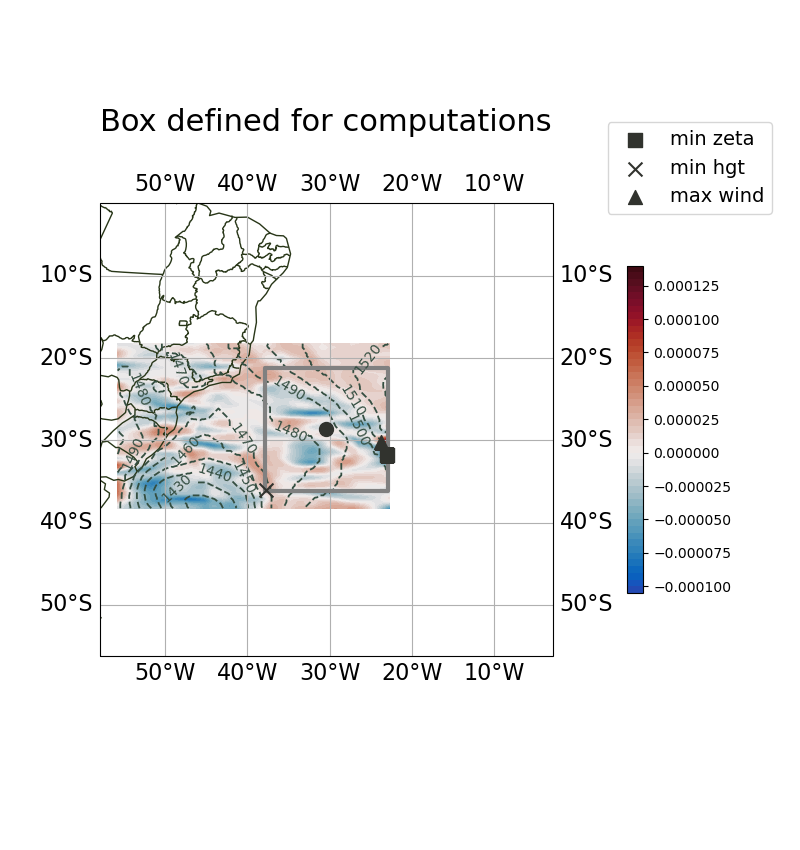 Box defined for computations
min zeta
min hgt
max wind
50°W 40°W 30°W 20°W 10°W
10°S 10°S
20°S 20°S
30°S 30°S
40°S 40°S
50°S 50°S
50°W 40°W 30°W 20°W 10°W
0.000125
0.000100
0.000075
0.000050
0.000025
0.000000
−0.000025
−0.000050
−0.000075
−0.000100
1520
1470
1480
1490
1510
1500
1480
1470
1490
1460
1440
1450
1430